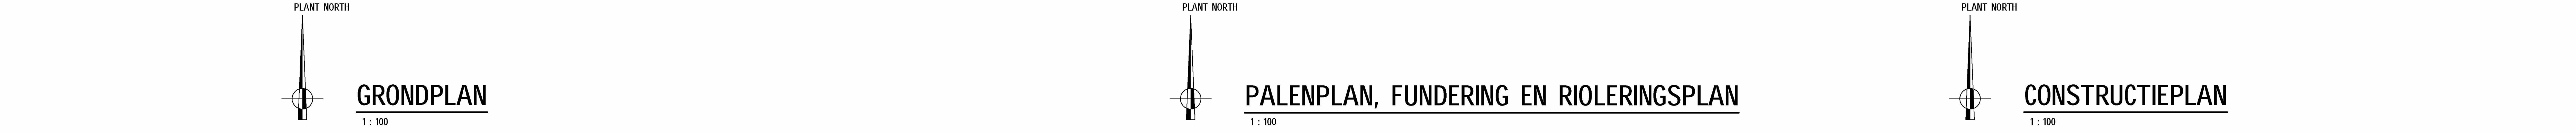 PLANT NORTH
GRONDPLAN
1 : 100
PLANT NORTH
PALENPLAN, FUNDERING EN RIOLERINGSPLAN
1 : 100
PLANT NORTH
CONSTRUCTIEPLAN
1 : 100